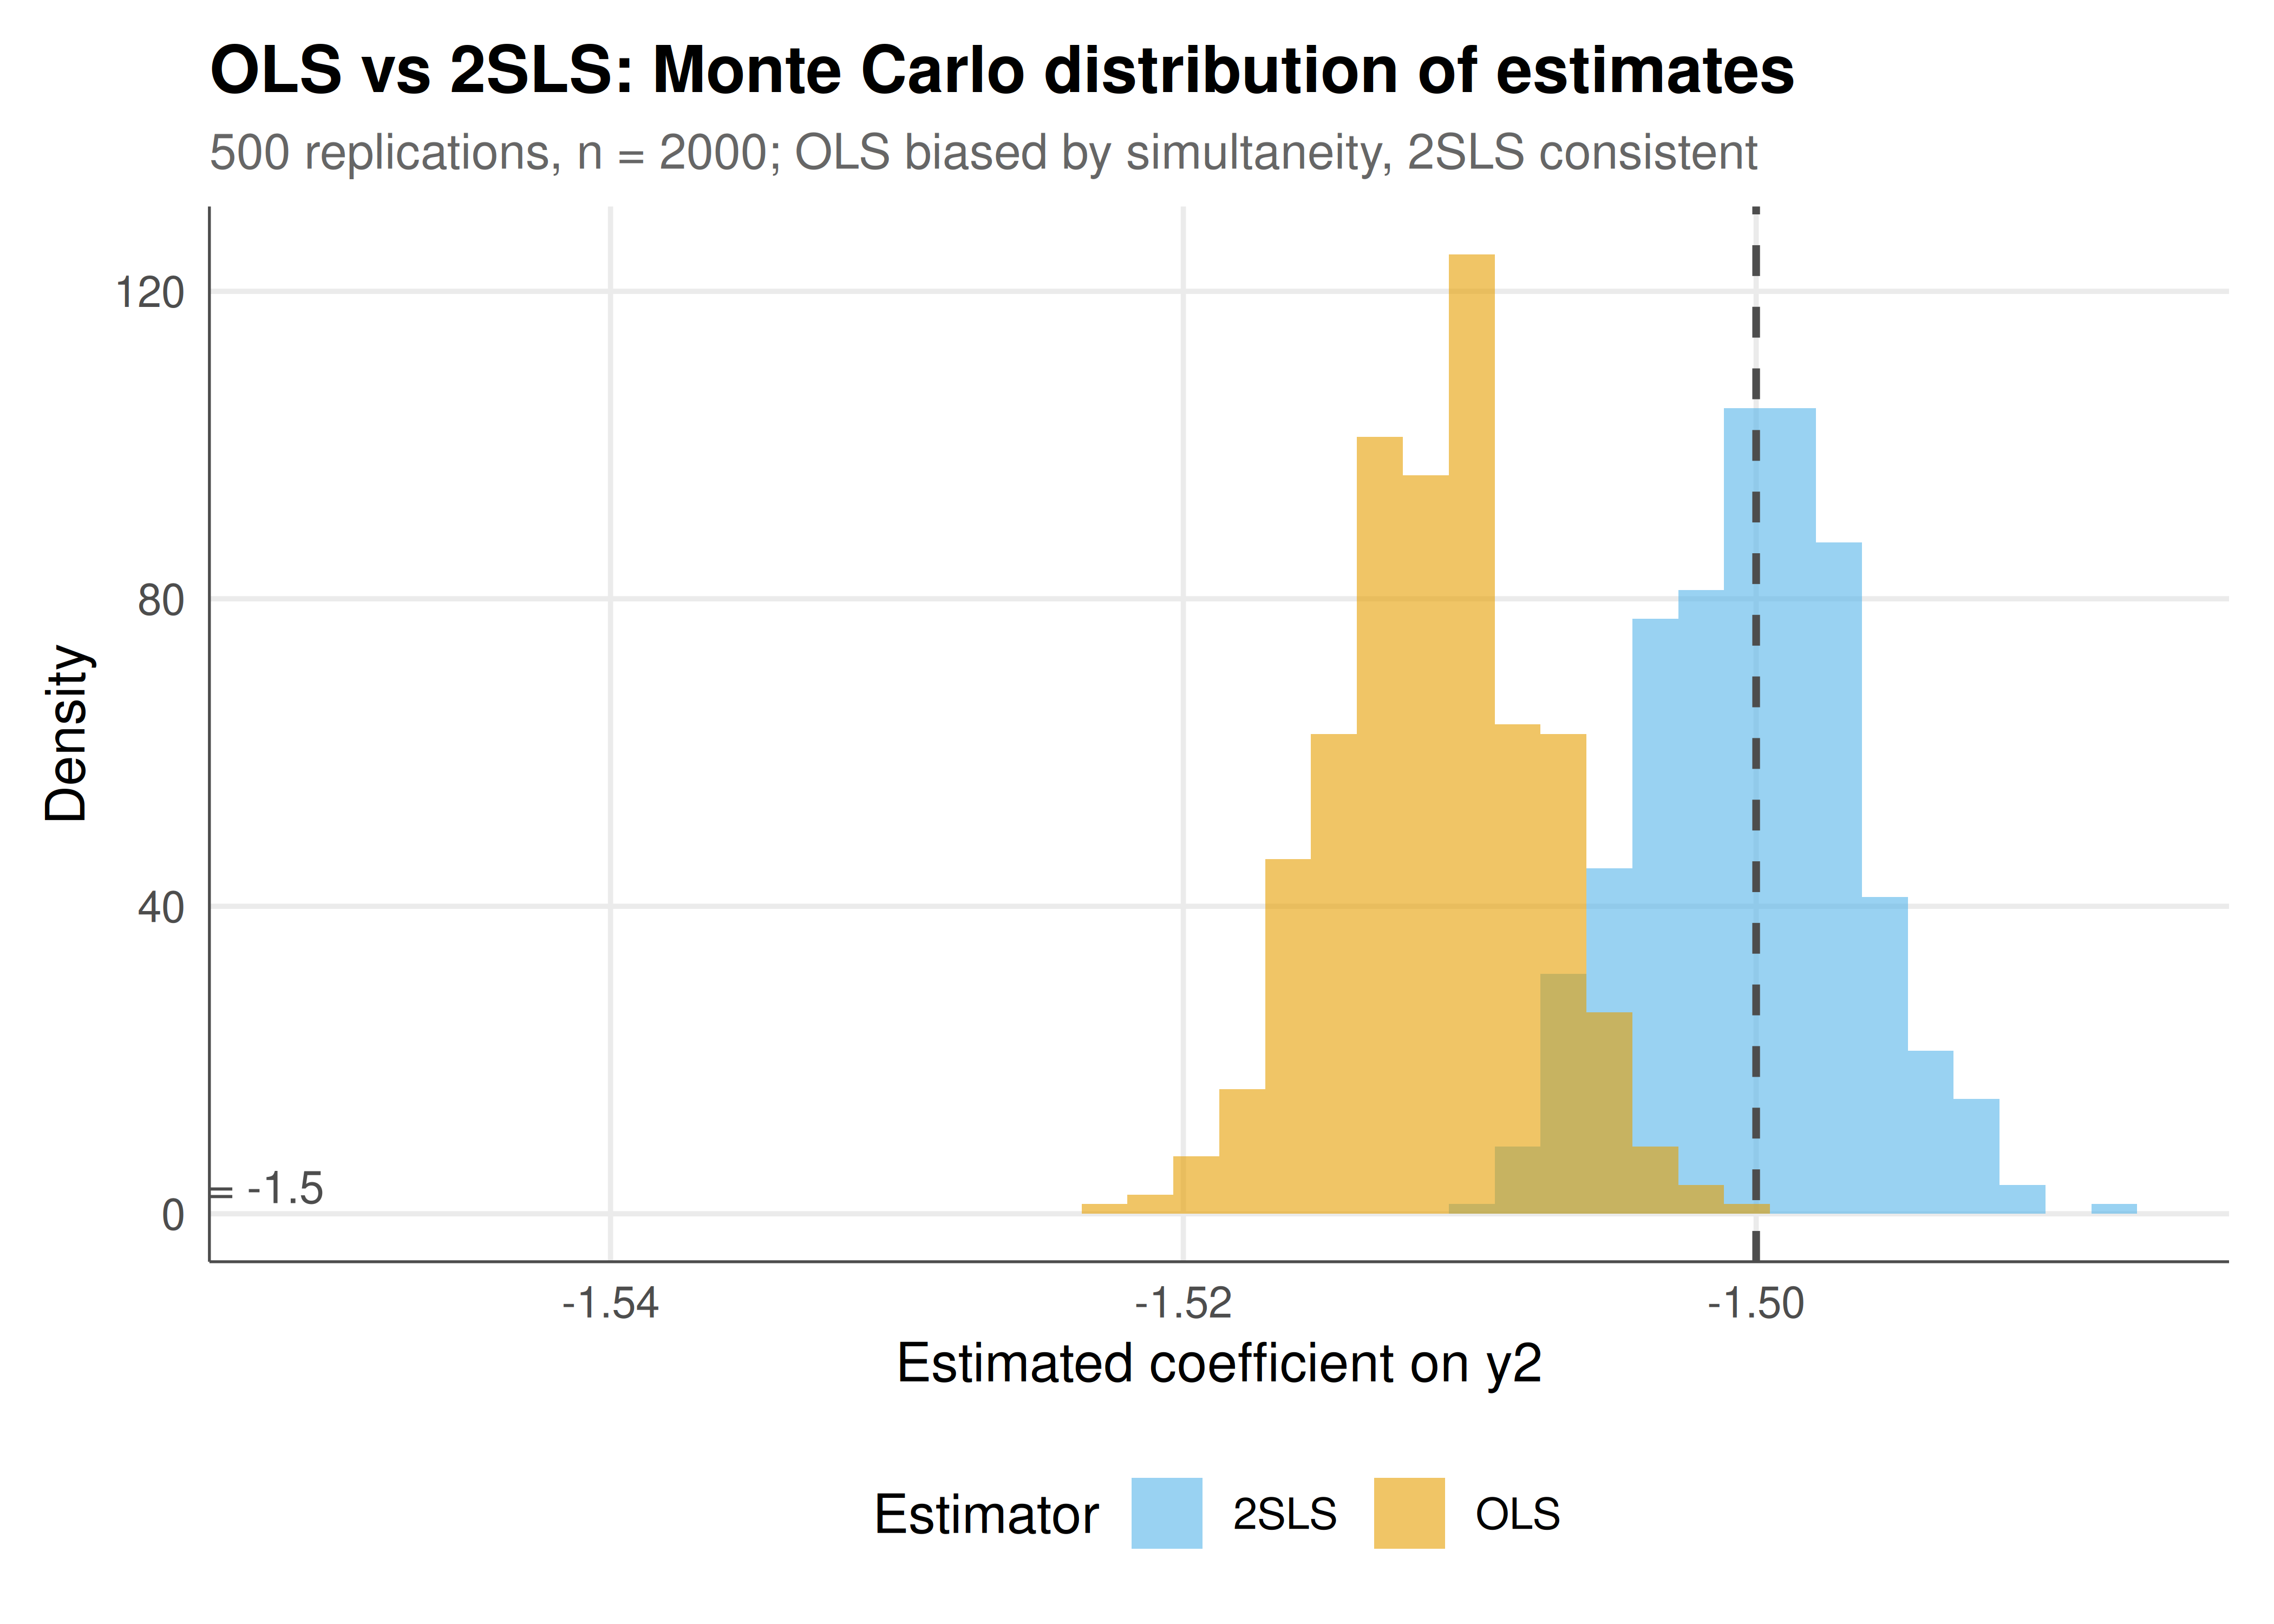 OLS vs 2SLS: Monte Carlo distribution of estimates
500 replications, n = 2000; OLS biased by simultaneity, 2SLS consistent
120
80
40
0
Density
= -1.5
-1.54 -1.52 -1.50
Estimated coefficient on y2
Estimator 2SLS OLS